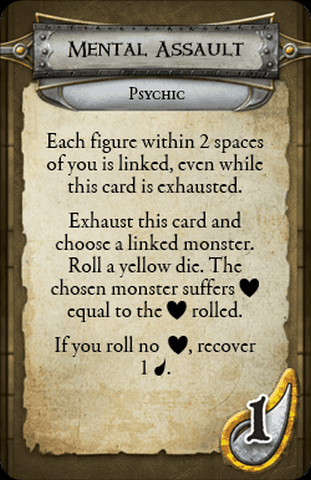 Mental Assault
Psychic
Each figure within 2 spaces
of you is linked, even while
this card is exhausted.
Exhaust this card and
choose a linked monster.
Roll a yellow die. The
chosen monster suffers
equal to the rolled.
If you roll no , recover
1 .
1